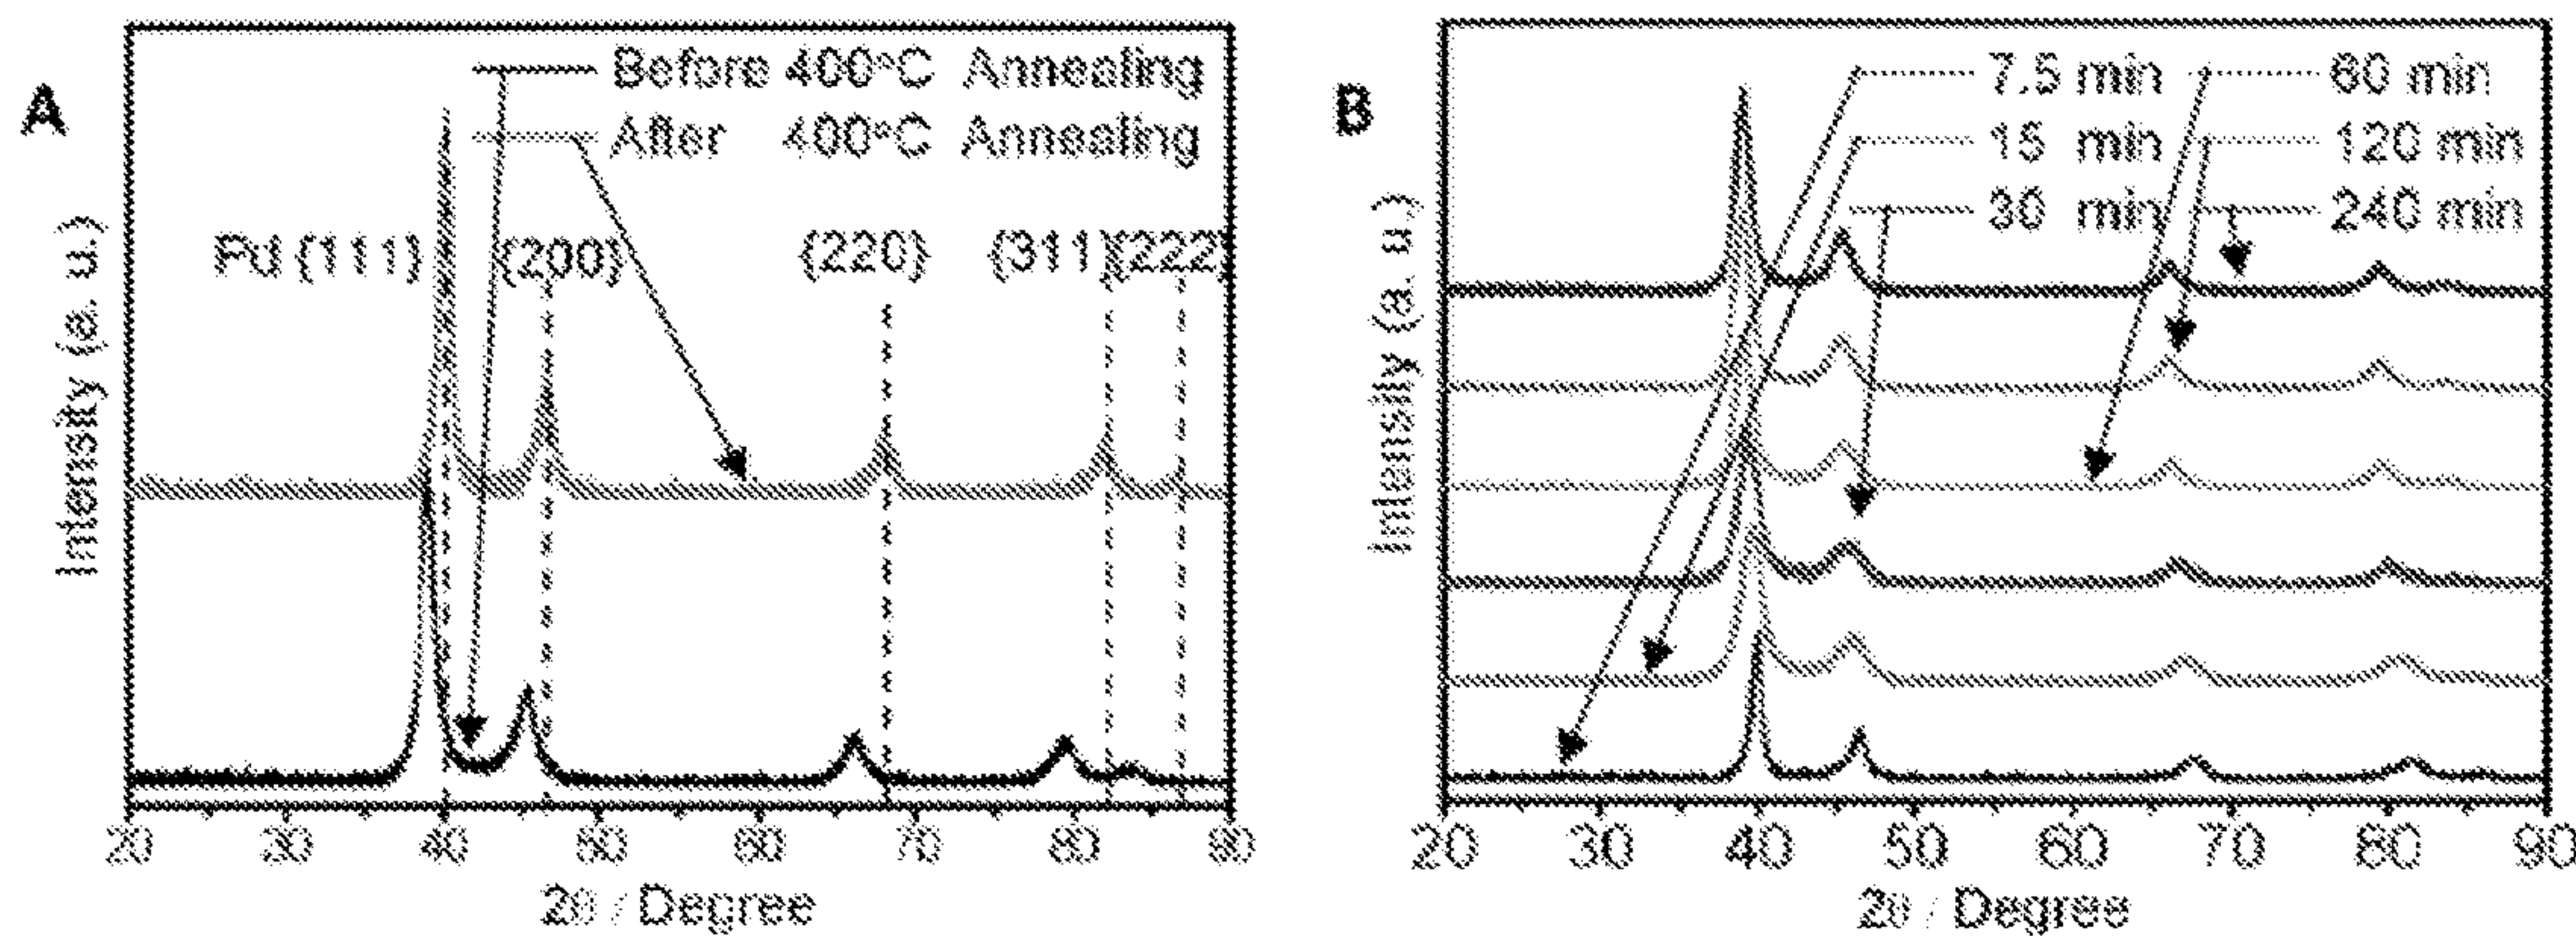 A
Before 400°C Annealing
After 400°C Annealing
Pd {111} {200} {220} {311} {222}
Intensity (a. u.)
20 30 40 50 60 70 80 90
2θ / Degree
B
7.5 min 60 min
15 min 120 min
30 min 240 min
Intensity (a. u.)
20 30 40 50 60 70 80 90
2θ / Degree